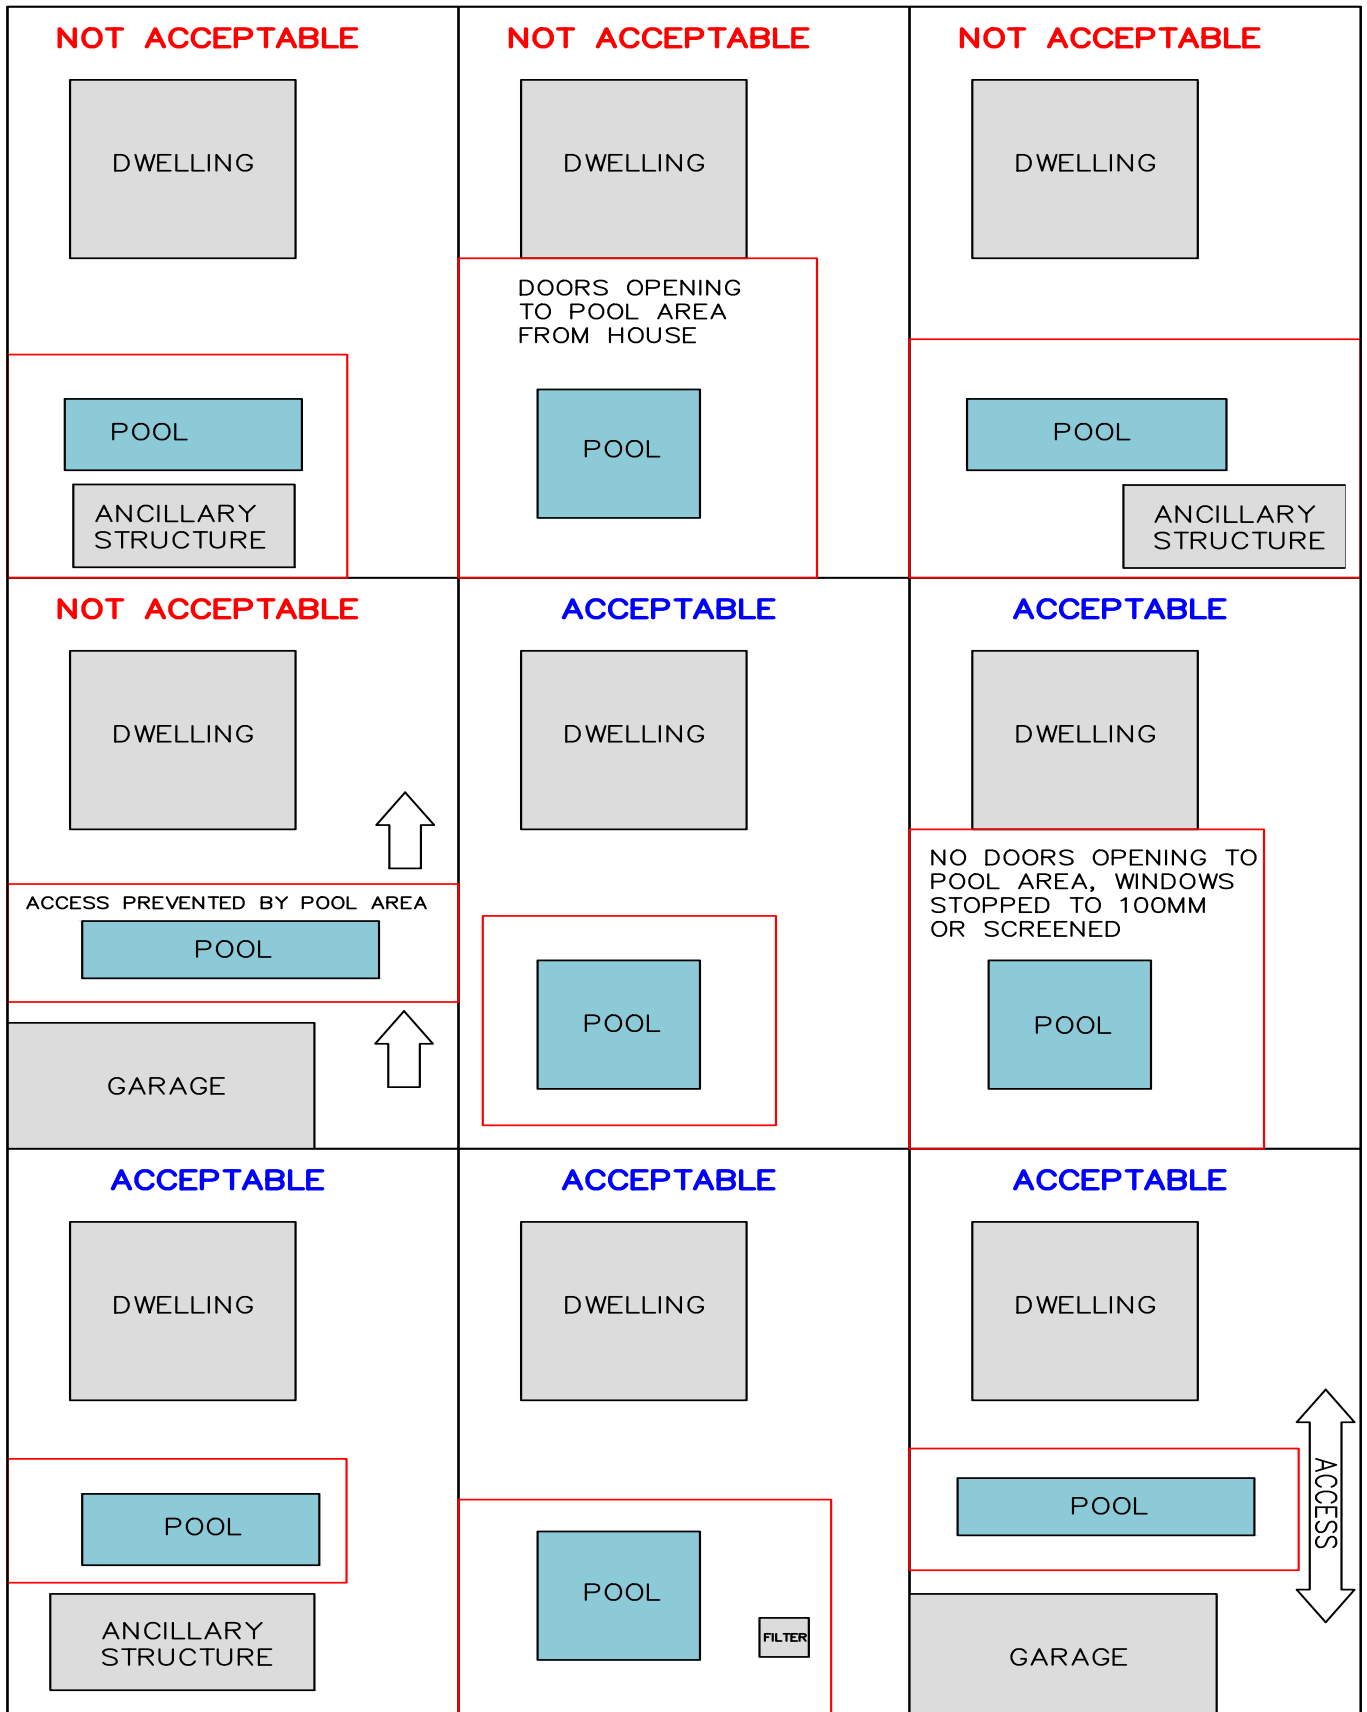 NOT ACCEPTABLE
DWELLING
POOL
ANCILLARY
STRUCTURE
NOT ACCEPTABLE
DWELLING
DOORS OPENING
TO POOL AREA
FROM HOUSE
POOL
NOT ACCEPTABLE
DWELLING
POOL
ANCILLARY
STRUCTURE
NOT ACCEPTABLE
DWELLING
ACCESS PREVENTED BY POOL AREA
POOL
GARAGE
ACCEPTABLE
DWELLING
POOL
ACCEPTABLE
DWELLING
NO DOORS OPENING TO
POOL AREA, WINDOWS
STOPPED TO 100MM
OR SCREENED
POOL
ACCEPTABLE
DWELLING
POOL
ANCILLARY
STRUCTURE
ACCEPTABLE
DWELLING
POOL
FILTER
ACCEPTABLE
DWELLING
POOL
ACCESS
GARAGE